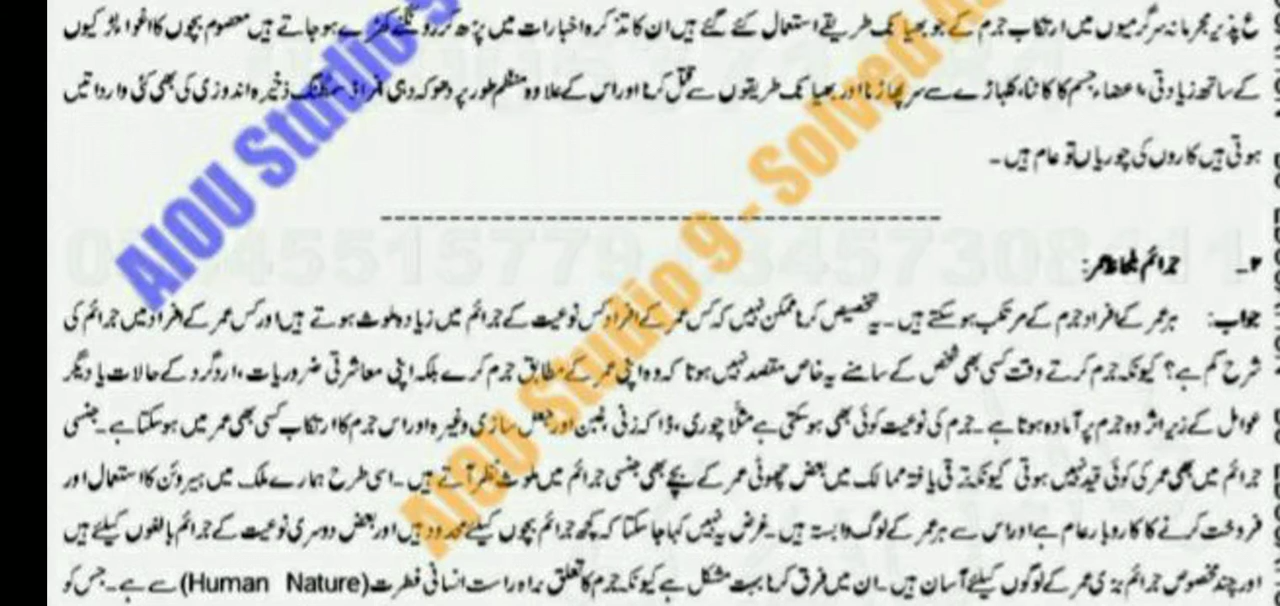 ع پذیر مجرمانہ سرگرمیوں میں ارتکاب جرم کے جو بھیانک طریقے استعمال کئے گئے ہیں ان کا تذکرہ اخبارات میں پڑھ کر رونگٹے کھڑے ہو جاتے ہیں معصوم بچوں کا اغوا، لڑکیوں
کے ساتھ زیادتی، اعضاء جسم کا کاٹنا، کلہاڑے سے سر پھاڑنا اور بھیانک طریقوں سے قتل کرنا اور اس کے علاوہ منظم طور پر دھوکہ دہی فراڈ سمگلنگ ذخیرہ اندوزی کی بھی کئی وارداتیں
ہوتی ہیں کاروں کی چوریاں تو عام ہیں۔
----------------------------------------
۲۔ جرائم بلحاظ عمر:
جواب: ہر عمر کے افراد جرم کے مرتکب ہو سکتے ہیں۔ یہ تخصیص کرنا ممکن نہیں کہ کس عمر کے افراد کس نوعیت کے جرائم میں زیادہ ملوث ہوتے ہیں اور کس عمر کے افراد میں جرائم کی
شرح کم ہے؟ کیونکہ جرم کرتے وقت کسی بھی شخص کے سامنے یہ خاص مقصد نہیں ہوتا کہ وہ اپنی عمر کے مطابق جرم کرے بلکہ اپنی معاشرتی ضروریات، اردگرد کے حالات یا دیگر
عوامل کے زیر اثر وہ جرم پر آمادہ ہوتا ہے۔ جرم کی نوعیت کوئی بھی ہو سکتی ہے مثلاً چوری، ڈاکہ زنی، غبن اور جعل سازی وغیرہ اور اس جرم کا ارتکاب کسی بھی عمر میں ہو سکتا ہے۔ جنسی
جرائم میں بھی عمر کی کوئی قید نہیں ہوتی کیونکہ ترقی یافتہ ممالک میں بعض چھوٹی عمر کے بچے بھی جنسی جرائم میں ملوث نظر آتے ہیں۔ اسی طرح ہمارے ملک میں ہیروئن کا استعمال اور
فروخت کرنے کا کاروبار عام ہے اور اس سے ہر عمر کے لوگ وابستہ ہیں۔ غرض یہ نہیں کہا جا سکتا کہ کچھ جرائم بچوں کیلئے محدود ہیں اور بعض دوسری نوعیت کے جرائم بالغوں کیلئے ہیں
اور چند مخصوص جرائم بڑی عمر کے لوگوں کیلئے آسان ہیں۔ ان میں فرق کرنا بہت مشکل ہے کیونکہ جرم کا تعلق براہ راست انسانی فطرت (Human Nature) سے ہے۔ جس کو
AIOU Studio 9
AIOU Studio 9 - Solved A